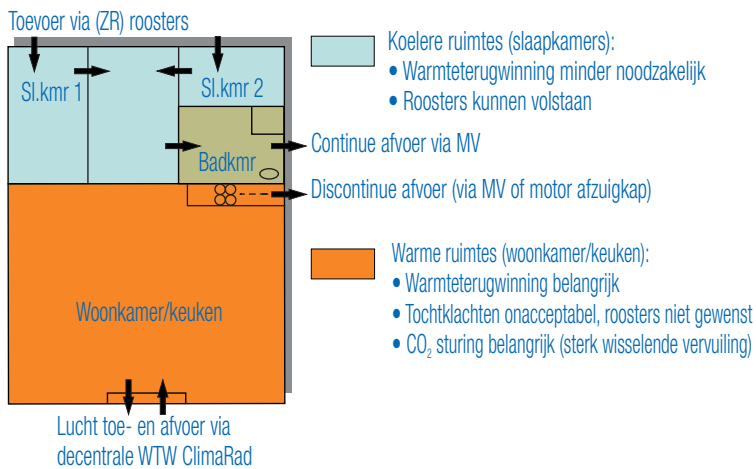 Toevoer via (ZR) roosters
Sl.kmr 1
Sl.kmr 2
Badkmr
Koelere ruimtes (slaapkamers):
• Warmteterugwinning minder noodzakelijk
• Roosters kunnen volstaan
Continue afvoer via MV
Discontinue afvoer (via MV of motor afzuigkap)
Woonkamer/keuken
Warme ruimtes (woonkamer/keuken):
• Warmteterugwinning belangrijk
• Tochtklachten onacceptabel, roosters niet gewenst
• CO₂ sturing belangrijk (sterk wisselende vervuiling)
Lucht toe- en afvoer via
decentrale WTW ClimaRad